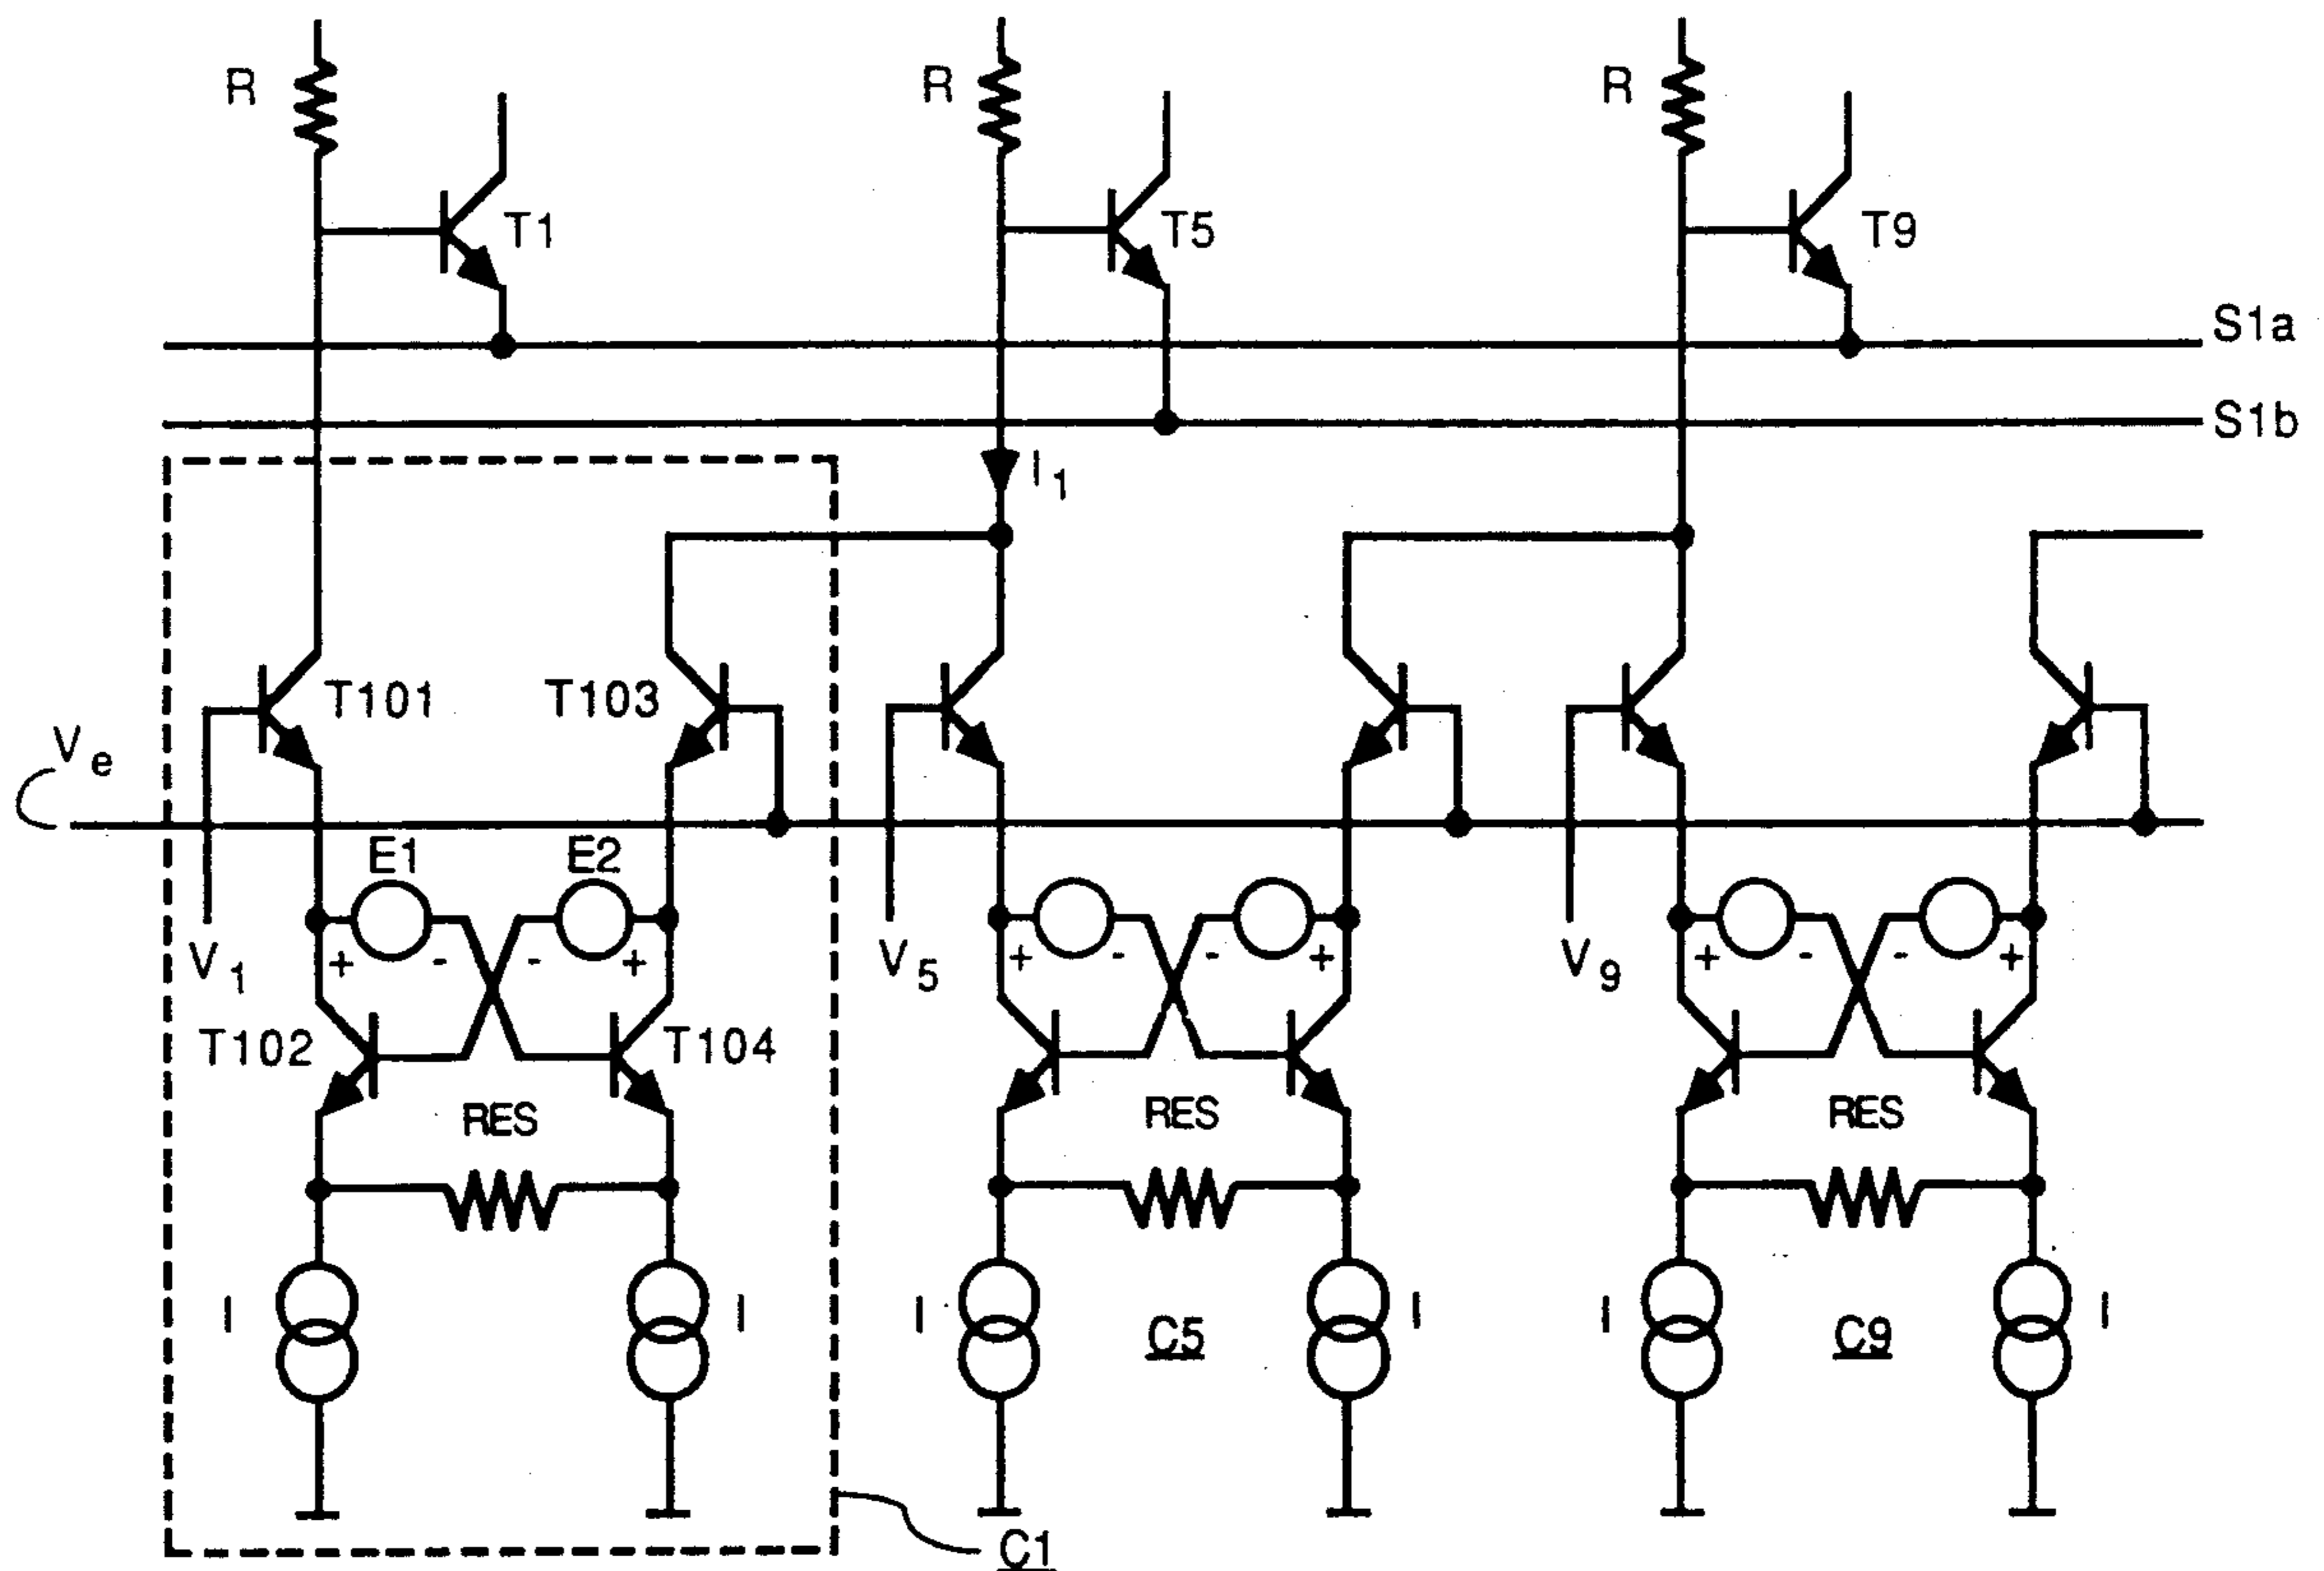 R R R
T1 T5 T9
S1a
S1b
I1
T101 T103
Ve
E1 E2
+ - - + + - - + + - - +
V1 V5 V9
T102 T104
RES RES RES
I I I I I I
C5 C9
C1